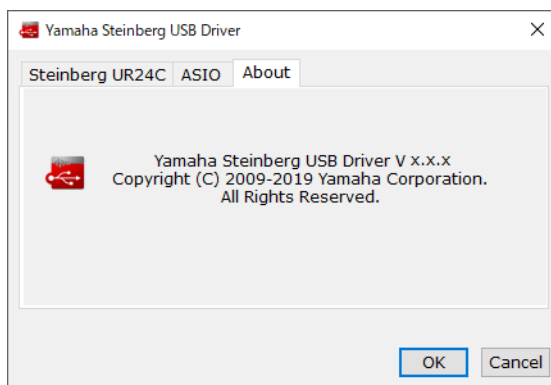 Yamaha Steinberg USB Driver
Steinberg UR24C ASIO About
Yamaha Steinberg USB Driver V x.x.x
Copyright (C) 2009-2019 Yamaha Corporation.
All Rights Reserved.
OK Cancel